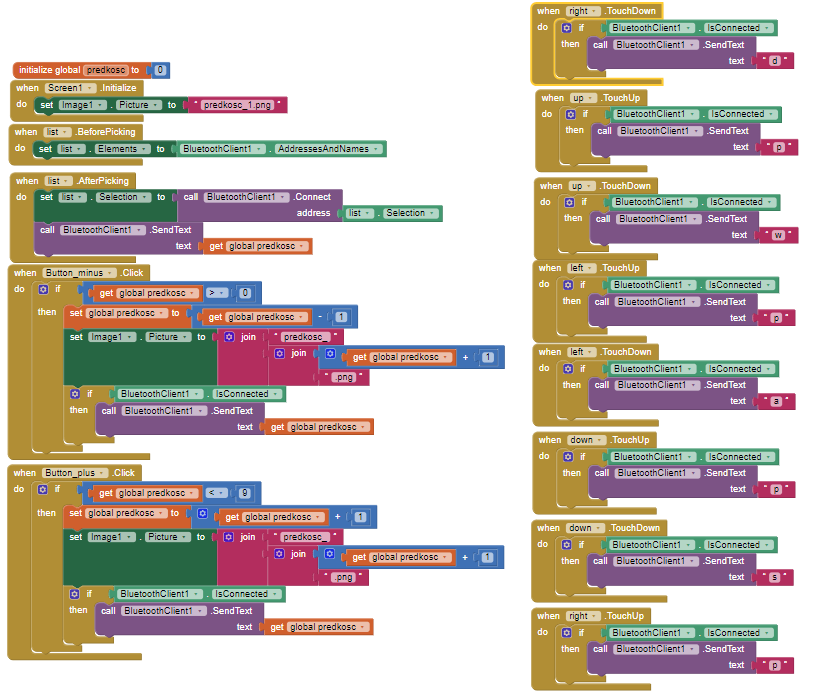 initialize global predkosc to 0
when Screen1 .Initialize
do set Image1 . Picture to " predkosc_1.png "
when list .BeforePicking
do set list . Elements to BluetoothClient1 . AddressesAndNames
when list .AfterPicking
do set list . Selection to call BluetoothClient1 .Connect
address list . Selection
call BluetoothClient1 .SendText
text get global predkosc
when Button_minus .Click
do if get global predkosc > 0
then set global predkosc to get global predkosc - 1
set Image1 . Picture to join " predkosc_ "
join get global predkosc + 1
" .png "
if BluetoothClient1 . IsConnected
then call BluetoothClient1 .SendText
text get global predkosc
when Button_plus .Click
do if get global predkosc < 9
then set global predkosc to get global predkosc + 1
set Image1 . Picture to join " predkosc_ "
join get global predkosc + 1
" .png "
if BluetoothClient1 . IsConnected
then call BluetoothClient1 .SendText
text get global predkosc
when right .TouchDown
do if BluetoothClient1 . IsConnected
then call BluetoothClient1 .SendText
text " d "
when up .TouchUp
do if BluetoothClient1 . IsConnected
then call BluetoothClient1 .SendText
text " p "
when up .TouchDown
do if BluetoothClient1 . IsConnected
then call BluetoothClient1 .SendText
text " w "
when left .TouchUp
do if BluetoothClient1 . IsConnected
then call BluetoothClient1 .SendText
text " p "
when left .TouchDown
do if BluetoothClient1 . IsConnected
then call BluetoothClient1 .SendText
text " a "
when down .TouchUp
do if BluetoothClient1 . IsConnected
then call BluetoothClient1 .SendText
text " p "
when down .TouchDown
do if BluetoothClient1 . IsConnected
then call BluetoothClient1 .SendText
text " s "
when right .TouchUp
do if BluetoothClient1 . IsConnected
then call BluetoothClient1 .SendText
text " p "